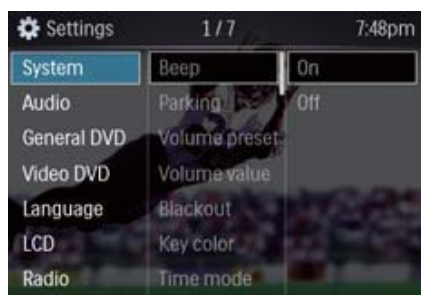 Settings 1/7 7:48pm
System Beep On
Audio Parking Off
General DVD Volume preset
Video DVD Volume value
Language Blackout
LCD Key color
Radio Time mode